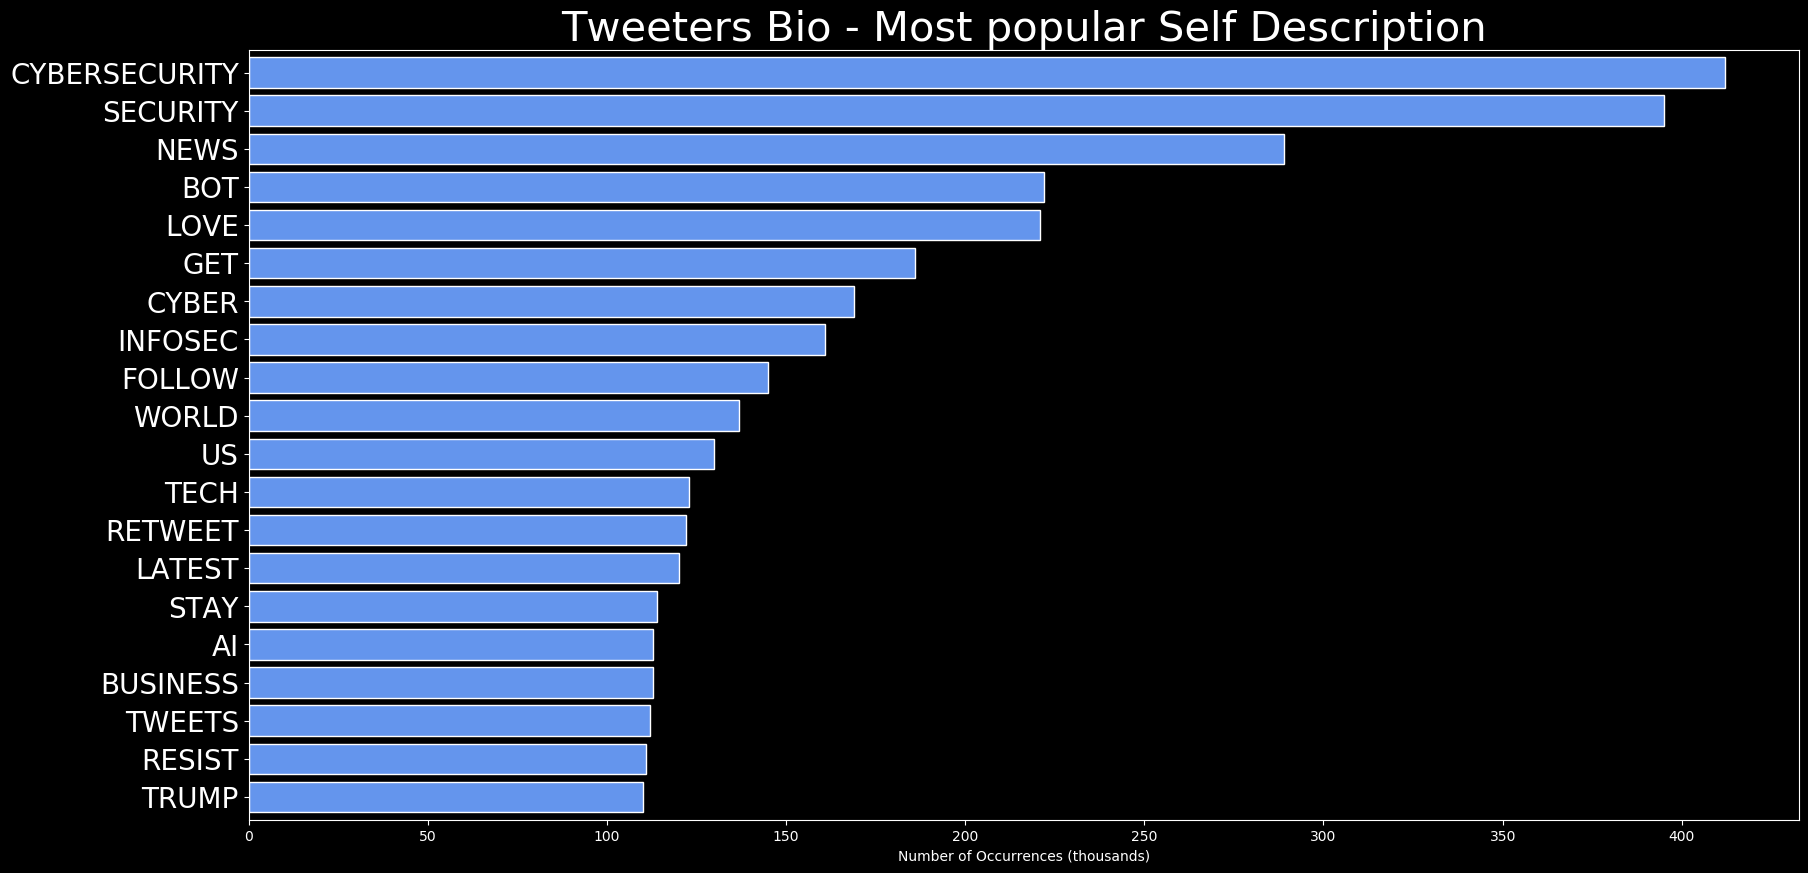 Tweeters Bio - Most popular Self Description
CYBERSECURITY
SECURITY
NEWS
BOT
LOVE
GET
CYBER
INFOSEC
FOLLOW
WORLD
US
TECH
RETWEET
LATEST
STAY
AI
BUSINESS
TWEETS
RESIST
TRUMP
0 50 100 150 200 250 300 350 400
Number of Occurrences (thousands)